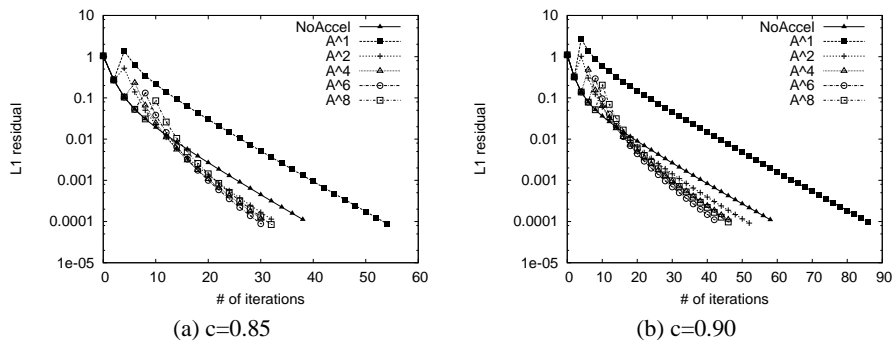 10
1
0.1
0.01
0.001
0.0001
1e-05
L1 residual
0 10 20 30 40 50 60
# of iterations
NoAccel
A^1
A^2
A^4
A^6
A^8
(a) c=0.85
10
1
0.1
0.01
0.001
0.0001
1e-05
L1 residual
0 10 20 30 40 50 60 70 80 90
# of iterations
NoAccel
A^1
A^2
A^4
A^6
A^8
(b) c=0.90